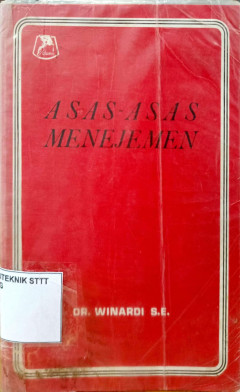 ASAS-ASAS
MENEJEMEN
TEKNIK STTT
DR. WINARDI S.E.